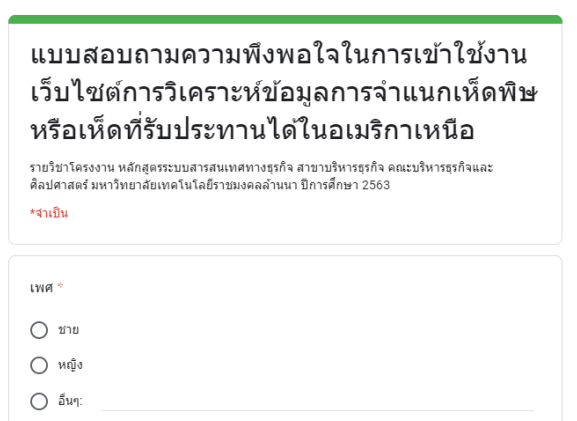 แบบสอบถามความพึงพอใจในการเข้าใช้งาน
เว็บไซต์การวิเคราะห์ข้อมูลการจำแนกเห็ดพิษ
หรือเห็ดที่รับประทานได้ในอเมริกาเหนือ
รายวิชาโครงงาน หลักสูตรระบบสารสนเทศทางธุรกิจ สาขาบริหารธุรกิจ คณะบริหารธุรกิจและ
ศิลปศาสตร์ มหาวิทยาลัยเทคโนโลยีราชมงคลล้านนา ปีการศึกษา 2563
*จำเป็น
เพศ *
ชาย
หญิง
อื่นๆ: